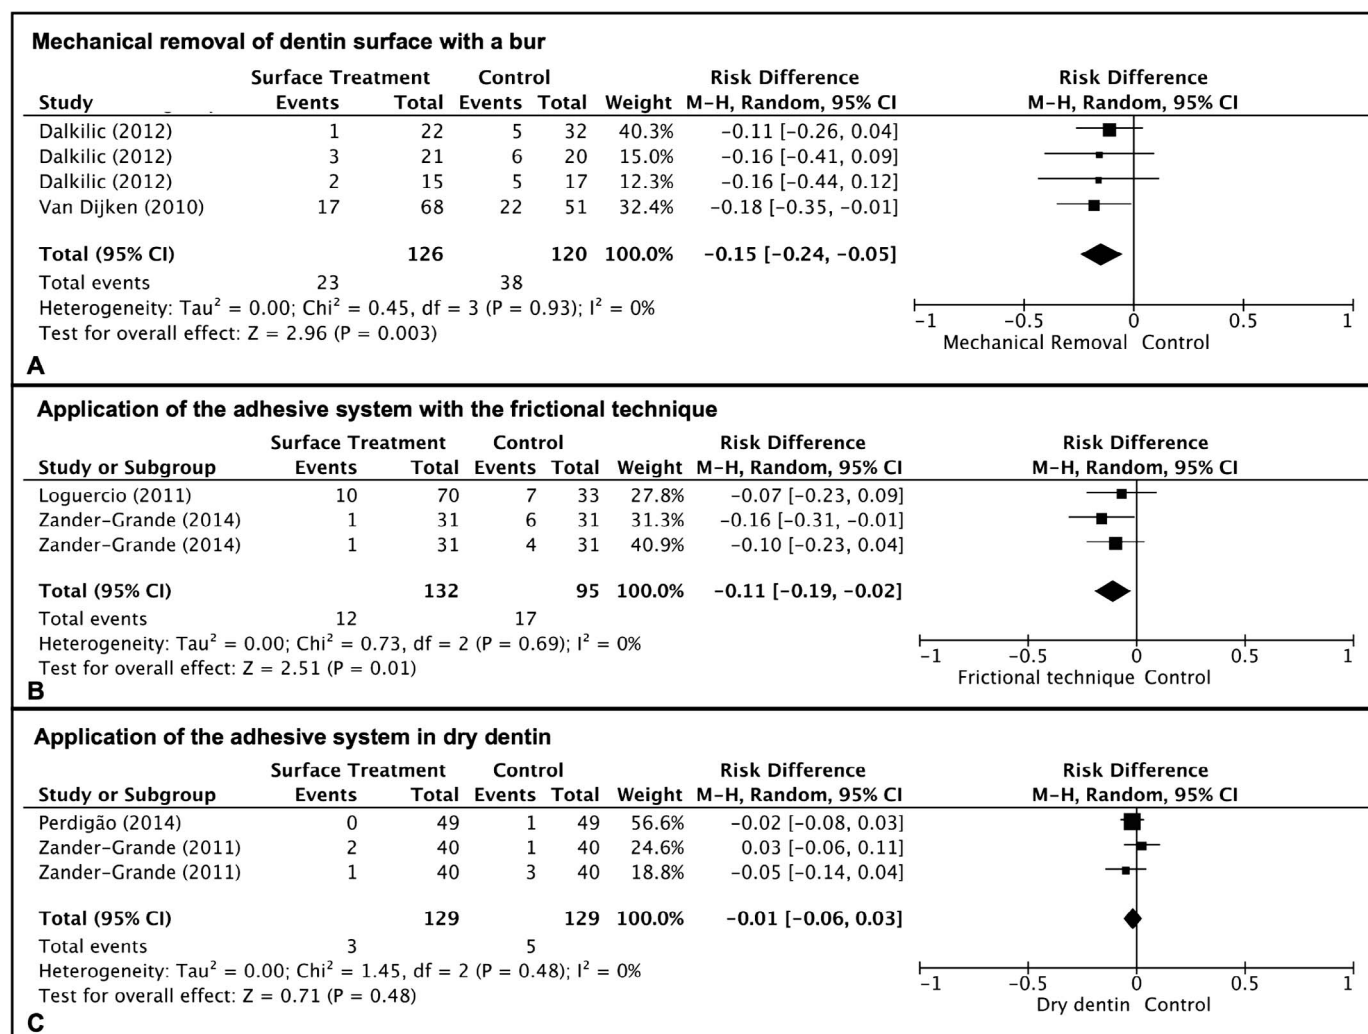 Mechanical removal of dentin surface with a bur
Surface Treatment Control Risk Difference Risk Difference
Study Events Total Events Total Weight M-H, Random, 95% CI M-H, Random, 95% CI
Dalkilic (2012) 1 22 5 32 40.3% -0.11 [-0.26, 0.04]
Dalkilic (2012) 3 21 6 20 15.0% -0.16 [-0.41, 0.09]
Dalkilic (2012) 2 15 5 17 12.3% -0.16 [-0.44, 0.12]
Van Dijken (2010) 17 68 22 51 32.4% -0.18 [-0.35, -0.01]
Total (95% CI) 126 120 100.0% -0.15 [-0.24, -0.05]
Total events 23 38
Heterogeneity: Tau² = 0.00; Chi² = 0.45, df = 3 (P = 0.93); I² = 0%
Test for overall effect: Z = 2.96 (P = 0.003)
-1 -0.5 0 0.5 1
Mechanical Removal Control
A
Application of the adhesive system with the frictional technique
Surface Treatment Control Risk Difference Risk Difference
Study or Subgroup Events Total Events Total Weight M-H, Random, 95% CI M-H, Random, 95% CI
Loguercio (2011) 10 70 7 33 27.8% -0.07 [-0.23, 0.09]
Zander-Grande (2014) 1 31 6 31 31.3% -0.16 [-0.31, -0.01]
Zander-Grande (2014) 1 31 4 31 40.9% -0.10 [-0.23, 0.04]
Total (95% CI) 132 95 100.0% -0.11 [-0.19, -0.02]
Total events 12 17
Heterogeneity: Tau² = 0.00; Chi² = 0.73, df = 2 (P = 0.69); I² = 0%
Test for overall effect: Z = 2.51 (P = 0.01)
-1 -0.5 0 0.5 1
Frictional technique Control
B
Application of the adhesive system in dry dentin
Surface Treatment Control Risk Difference Risk Difference
Study or Subgroup Events Total Events Total Weight M-H, Random, 95% CI M-H, Random, 95% CI
Perdigão (2014) 0 49 1 49 56.6% -0.02 [-0.08, 0.03]
Zander-Grande (2011) 2 40 1 40 24.6% 0.03 [-0.06, 0.11]
Zander-Grande (2011) 1 40 3 40 18.8% -0.05 [-0.14, 0.04]
Total (95% CI) 129 129 100.0% -0.01 [-0.06, 0.03]
Total events 3 5
Heterogeneity: Tau² = 0.00; Chi² = 1.45, df = 2 (P = 0.48); I² = 0%
Test for overall effect: Z = 0.71 (P = 0.48)
-1 -0.5 0 0.5 1
Dry dentin Control
C